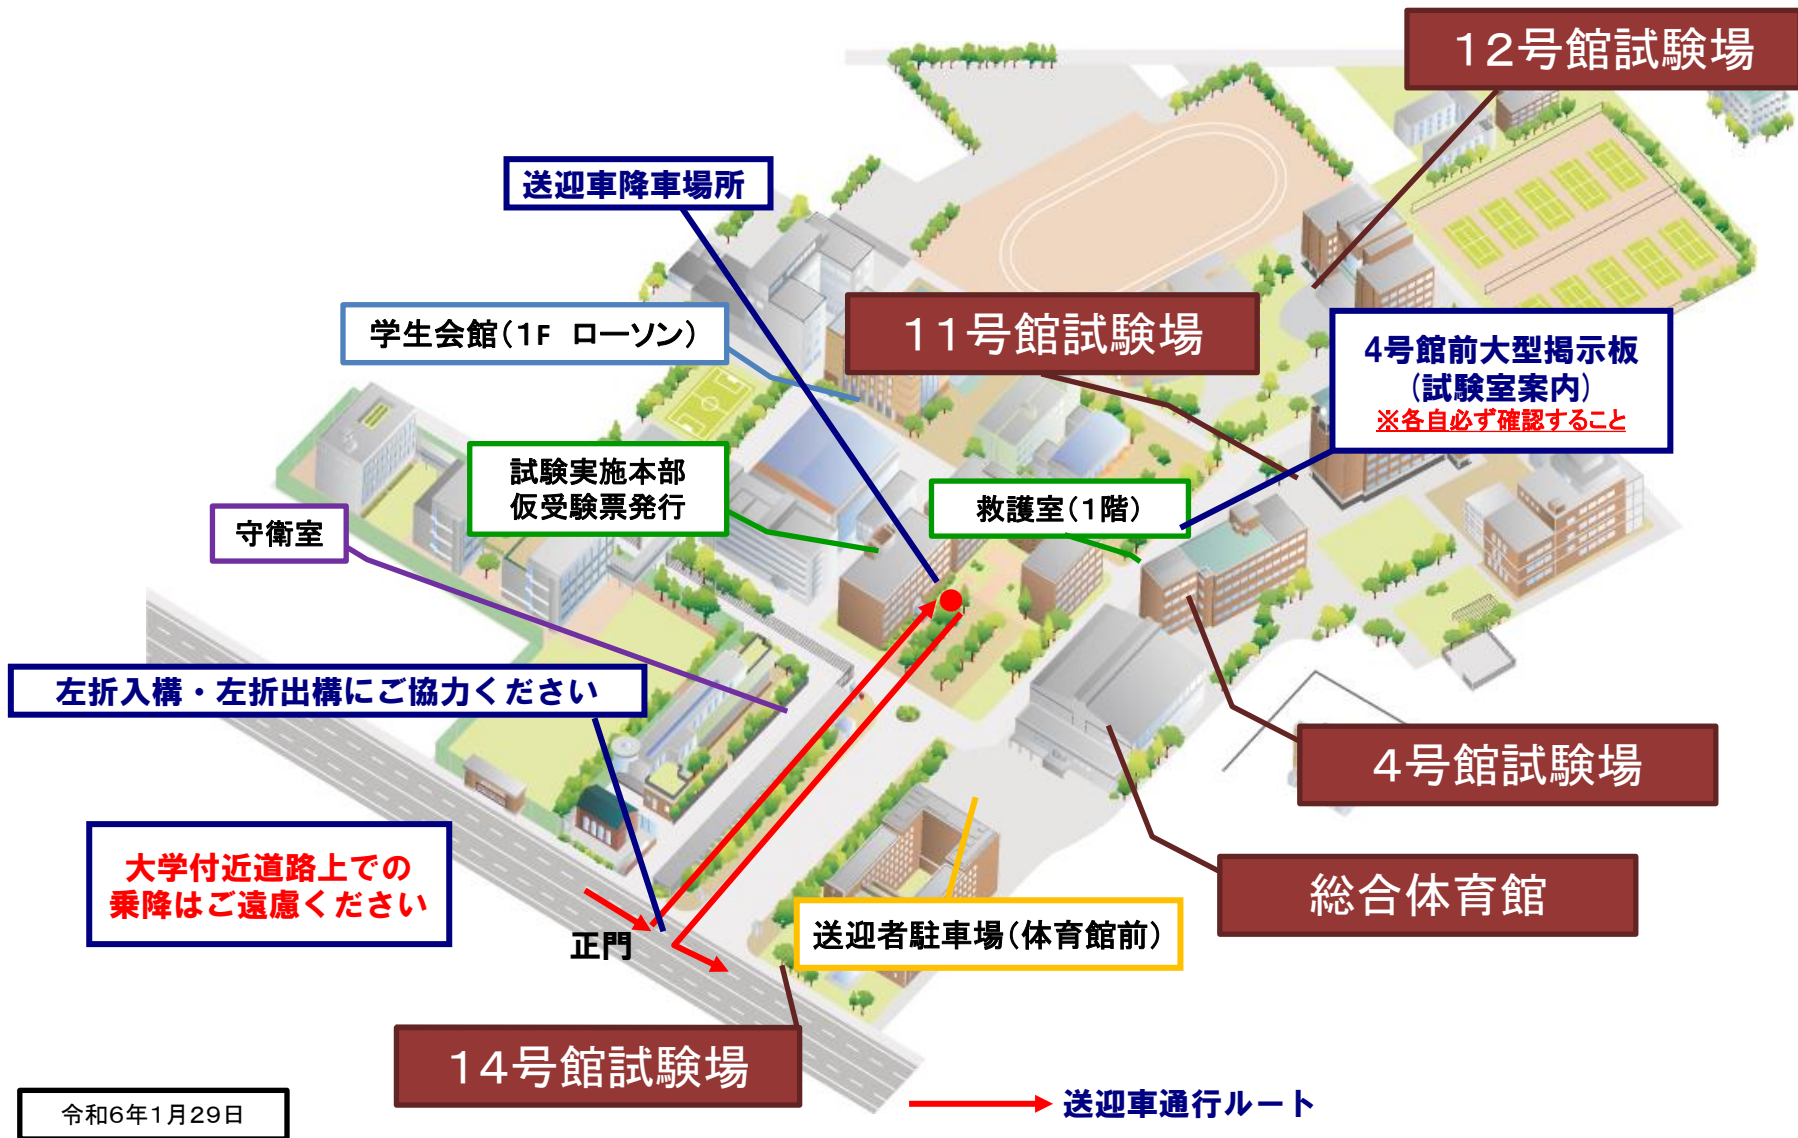 12号館試験場
送迎車降車場所
学生会館(1F ローソン)
11号館試験場
4号館前大型掲示板
(試験室案内)
※各自必ず確認すること
試験実施本部
仮受験票発行
救護室(1階)
守衛室
左折入構・左折出構にご協力ください
4号館試験場
大学付近道路上での
乗降はご遠慮ください
総合体育館
正門
送迎者駐車場(体育館前)
14号館試験場
送迎車通行ルート
令和6年1月29日